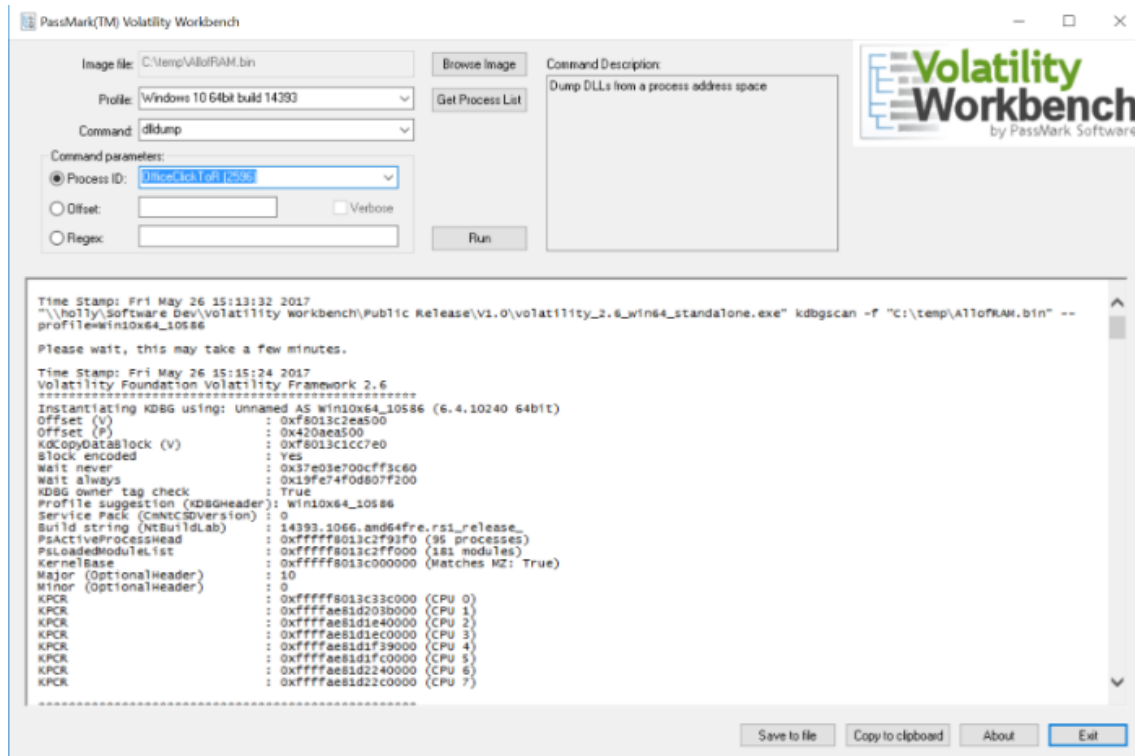 PassMark(TM) Volatility Workbench
Image file: C:\temp\AllofRAM.bin
Browse Image
Command Description:
Dump DLLs from a process address space
Volatility
Workbench
by PassMark Software
Profile: Windows 10 64bit build 14393
Get Process List
Command: dlldump
Command parameters:
Process ID: OfficeClickToR (2596)
Offset:
Verbose
Regex:
Run
Time Stamp: Fri May 26 15:13:32 2017
"\\holly\Software Dev\Volatility Workbench\Public Release\V1.0\volatility_2.6_win64_standalone.exe" kdbgscan -f "C:\temp\AllofRAM.bin" --
profile=Win10x64_10586
Please wait, this may take a few minutes.
Time Stamp: Fri May 26 15:15:24 2017
Volatility Foundation Volatility Framework 2.6
**************************************************
Instantiating KDBG using: Unnamed AS Win10x64_10586 (6.4.10240 64bit)
Offset (V) : 0xf8013c2ea500
Offset (P) : 0x420aea500
KdCopyDataBlock (V) : 0xf8013c1cc7e0
Block encoded : Yes
Wait never : 0x37e03e700cff3c60
Wait always : 0x19fe74f0d807f200
KDBG owner tag check : True
Profile suggestion (KDBGHeader): Win10x64_10586
Service Pack (CmNtCSDVersion) : 0
Build string (NtBuildLab) : 14393.1066.amd64fre.rs1_release_
PsActiveProcessHead : 0xfffff8013c2f93f0 (95 processes)
PsLoadedModuleList : 0xfffff8013c2ff000 (181 modules)
KernelBase : 0xfffff8013c000000 (Matches MZ: True)
Major (OptionalHeader) : 10
Minor (OptionalHeader) : 0
KPCR : 0xfffff8013c33c000 (CPU 0)
KPCR : 0xffffae81d203b000 (CPU 1)
KPCR : 0xffffae81d1e40000 (CPU 2)
KPCR : 0xffffae81d1ec0000 (CPU 3)
KPCR : 0xffffae81d1f39000 (CPU 4)
KPCR : 0xffffae81d1fc0000 (CPU 5)
KPCR : 0xffffae81d2240000 (CPU 6)
KPCR : 0xffffae81d22c0000 (CPU 7)
**************************************************
Save to file
Copy to clipboard
About
Exit